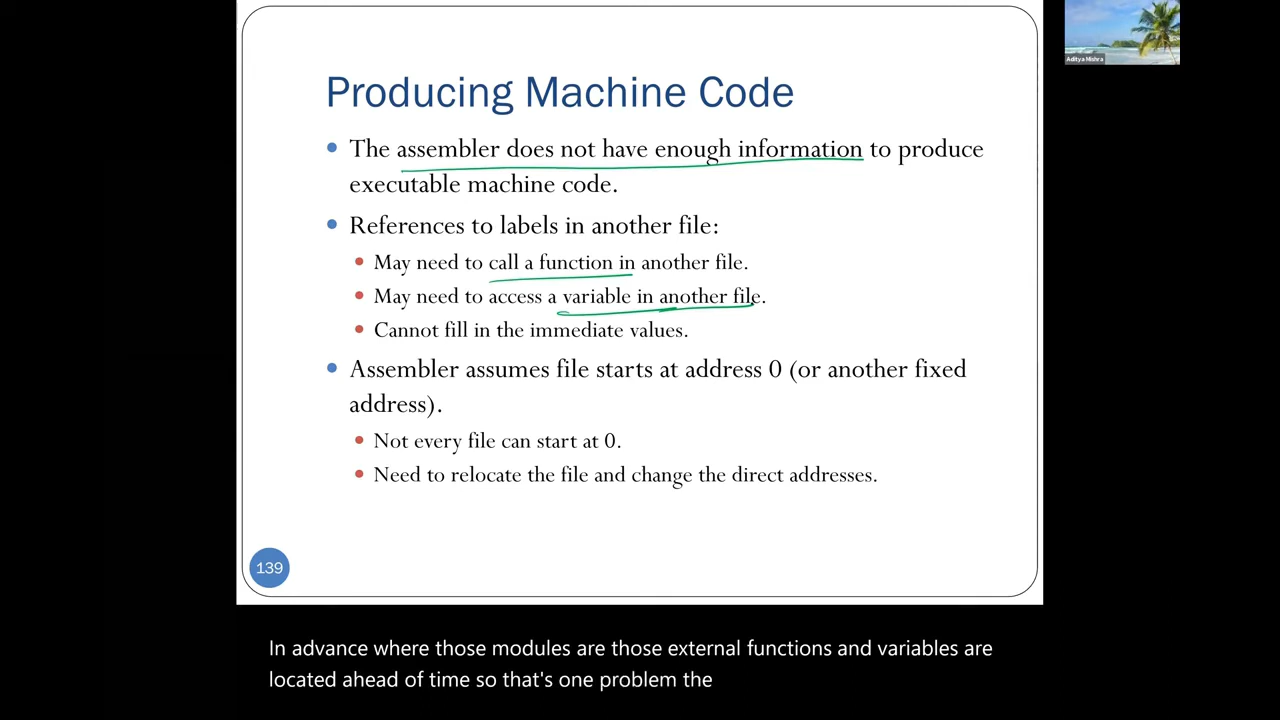 Aditya Mishra
Producing Machine Code
The assembler does not have enough information to produce
executable machine code.
References to labels in another file:
May need to call a function in another file.
May need to access a variable in another file.
Cannot fill in the immediate values.
Assembler assumes file starts at address 0 (or another fixed
address).
Not every file can start at 0.
Need to relocate the file and change the direct addresses.
139
In advance where those modules are those external functions and variables are
located ahead of time so that's one problem the